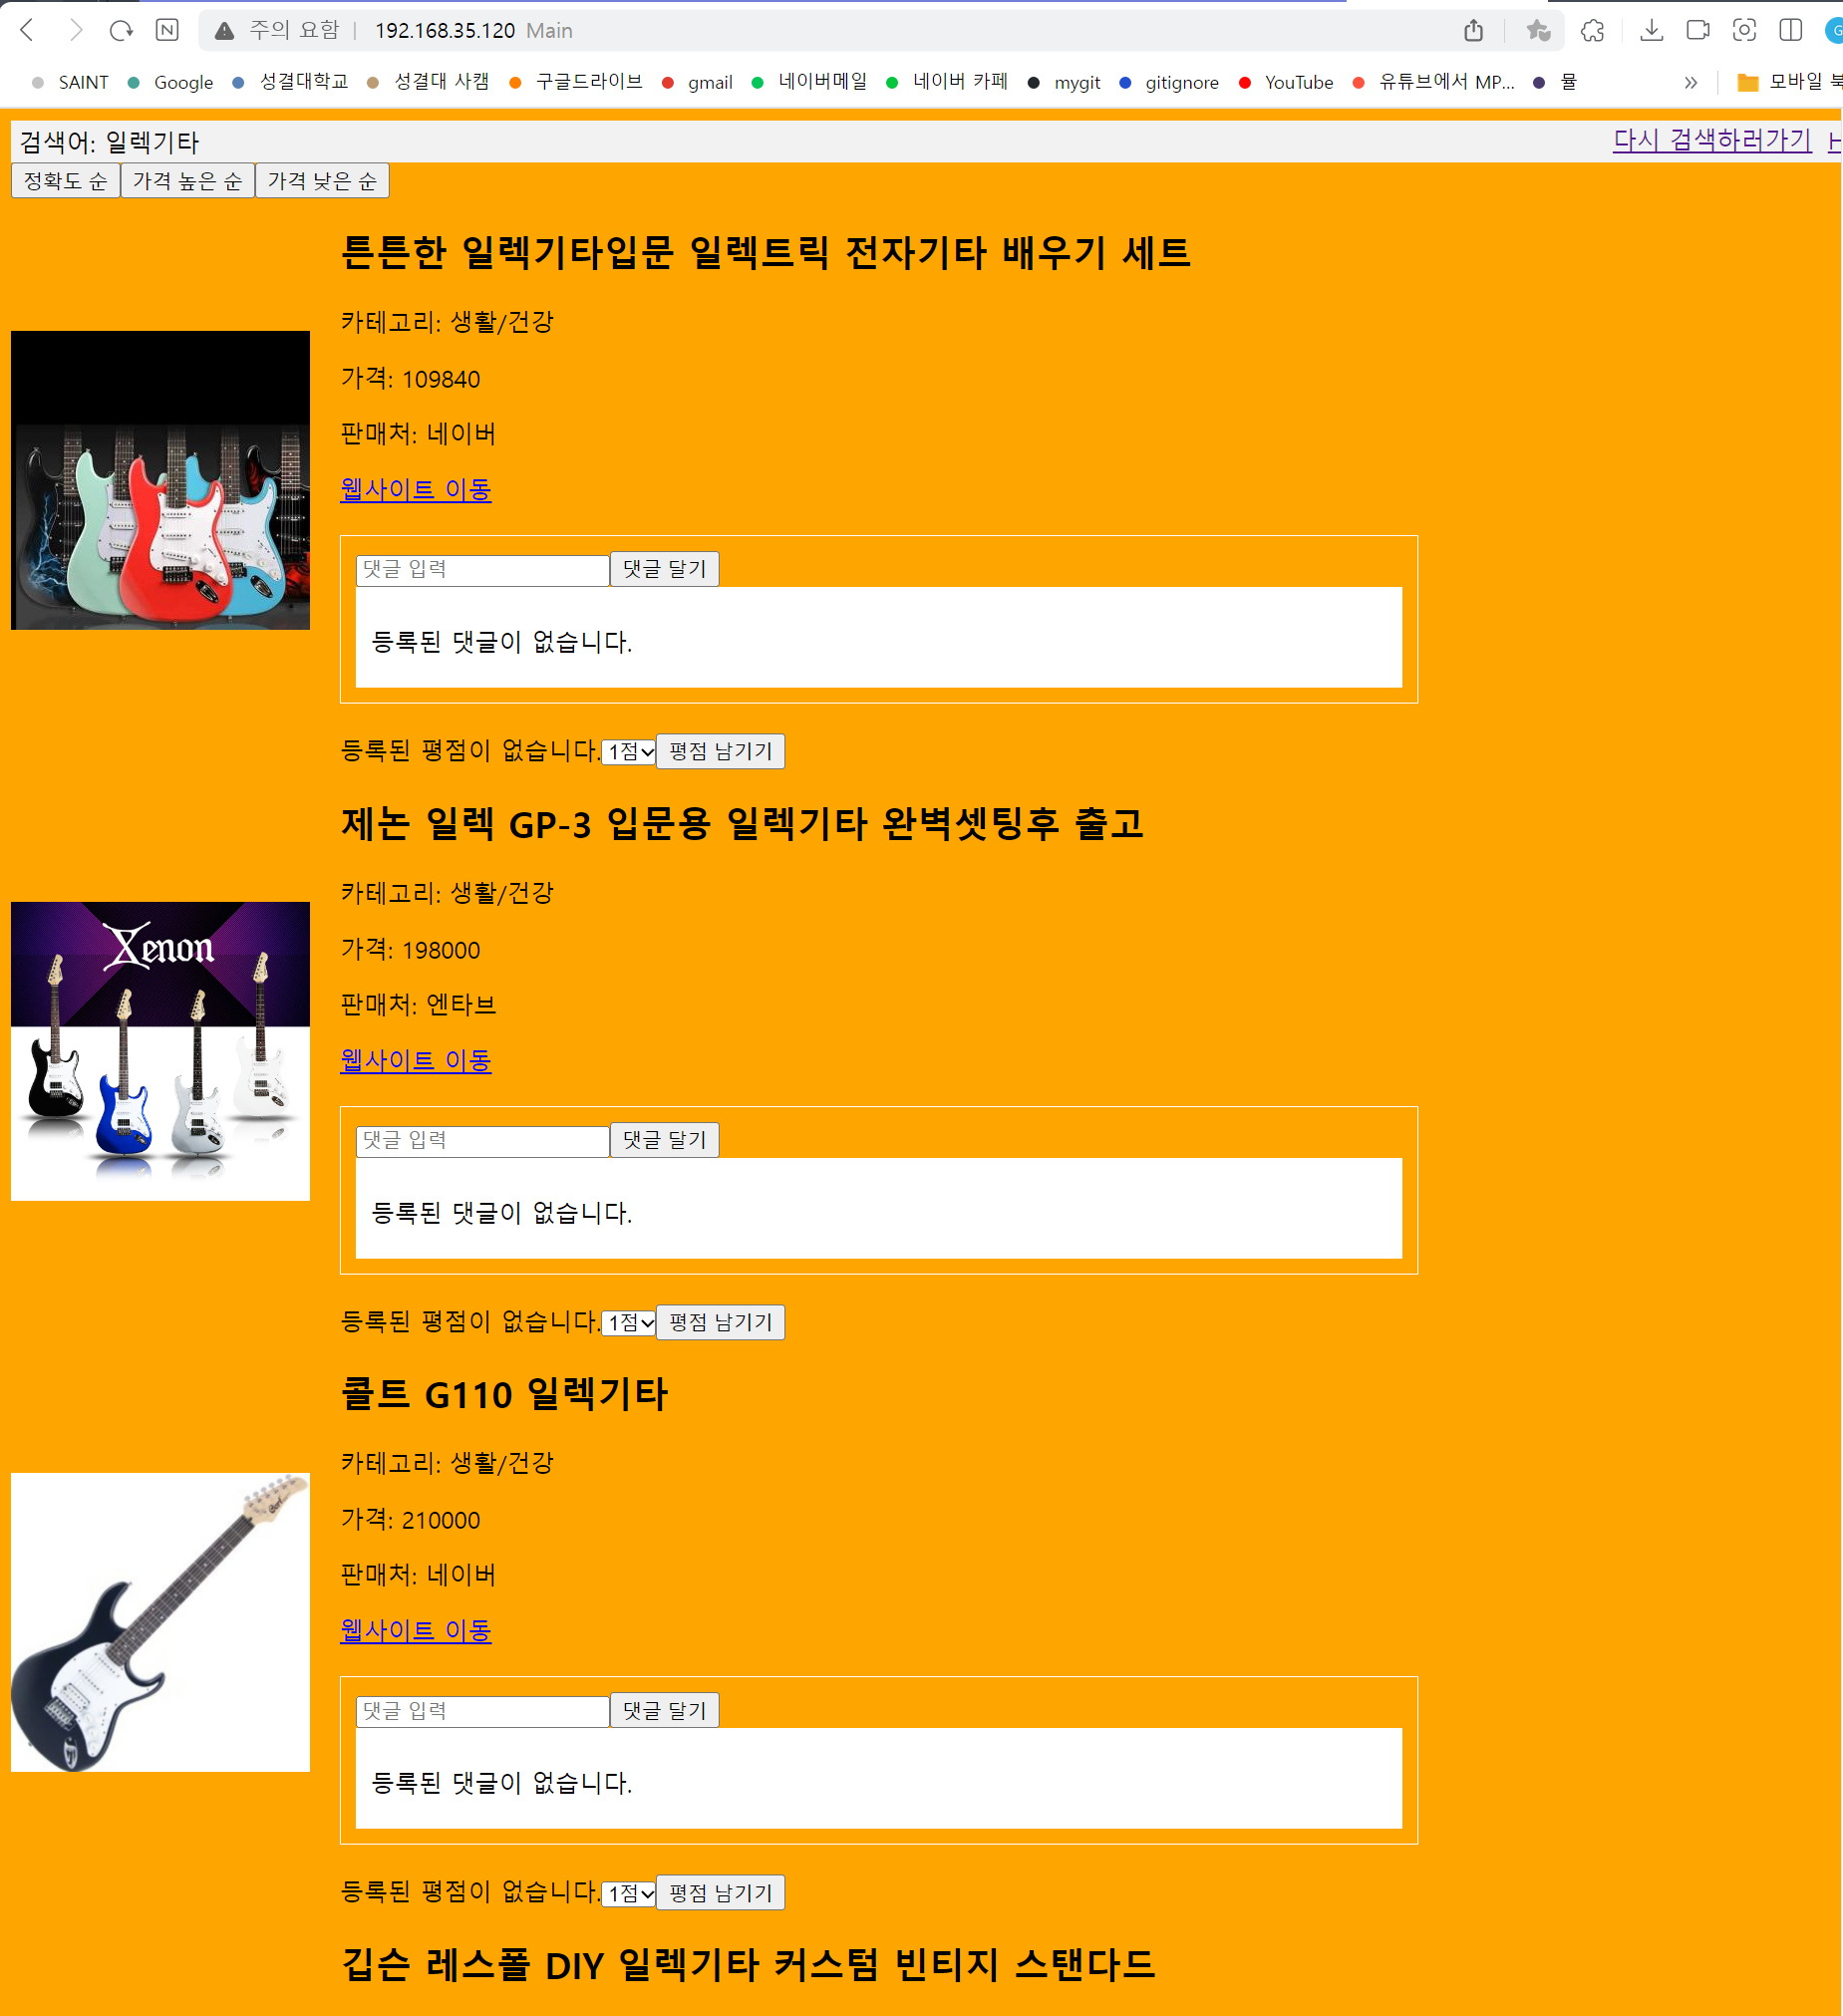 주의 요함 | 192.168.35.120 Main
SAINT Google 성결대학교 성결대 사캠 구글드라이브 gmail 네이버메일 네이버 카페 mygit gitignore YouTube 유튜브에서 MP... 뮬 » 모바일 북
검색어: 일렉기타 다시 검색하러가기
정확도 순 가격 높은 순 가격 낮은 순
튼튼한 일렉기타입문 일렉트릭 전자기타 배우기 세트
카테고리: 생활/건강
가격: 109840
판매처: 네이버
웹사이트 이동
댓글 입력 댓글 달기
등록된 댓글이 없습니다.
등록된 평점이 없습니다. 1점 평점 남기기
제논 일렉 GP-3 입문용 일렉기타 완벽셋팅후 출고
Xenon
카테고리: 생활/건강
가격: 198000
판매처: 엔타브
웹사이트 이동
댓글 입력 댓글 달기
등록된 댓글이 없습니다.
등록된 평점이 없습니다. 1점 평점 남기기
콜트 G110 일렉기타
카테고리: 생활/건강
가격: 210000
판매처: 네이버
웹사이트 이동
댓글 입력 댓글 달기
등록된 댓글이 없습니다.
등록된 평점이 없습니다. 1점 평점 남기기
깁슨 레스폴 DIY 일렉기타 커스텀 빈티지 스탠다드